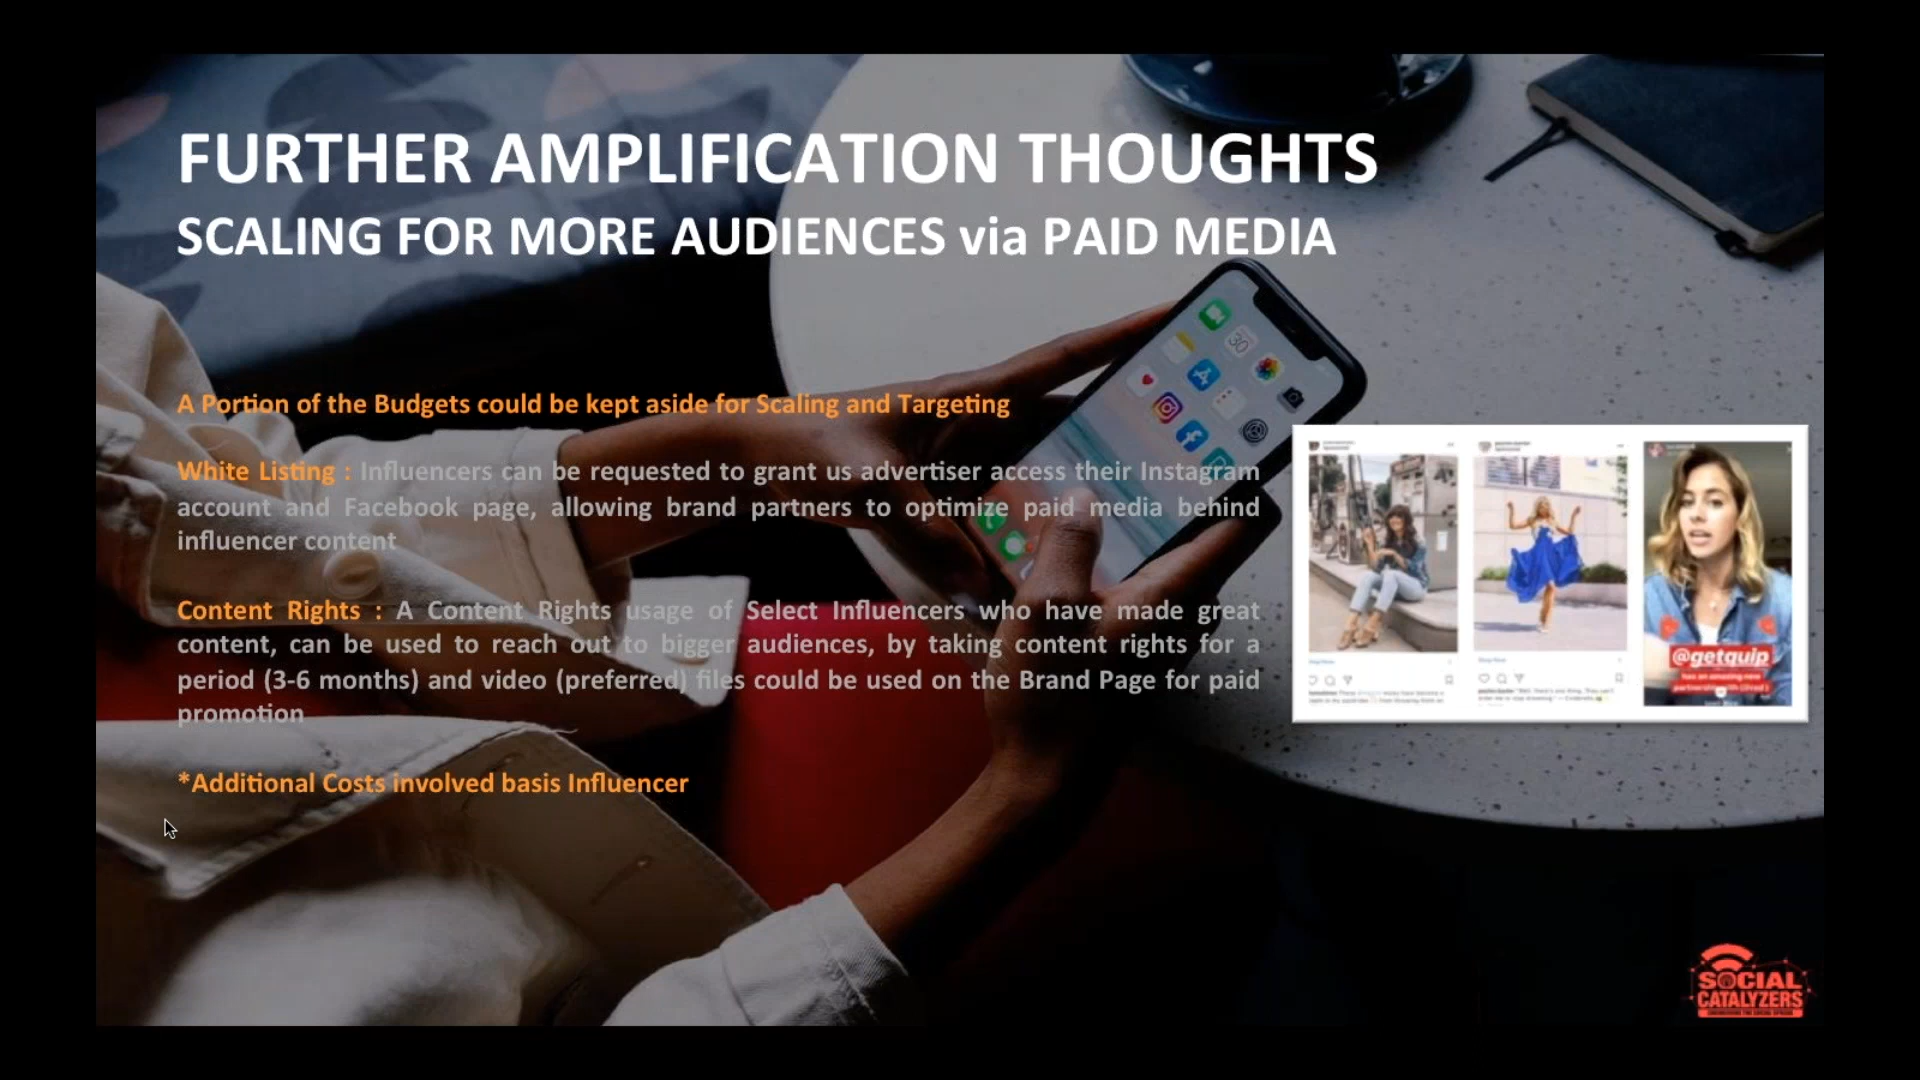 FURTHER AMPLIFICATION THOUGHTS
SCALING FOR MORE AUDIENCES via PAID MEDIA
A Portion of the Budgets could be kept aside for Scaling and Targeting
White Listing : Influencers can be requested to grant us advertiser access their Instagram
account and Facebook page, allowing brand partners to optimize paid media behind
influencer content
Content Rights : A Content Rights usage of Select Influencers who have made great
content, can be used to reach out to bigger audiences, by taking content rights for a
period (3-6 months) and video (preferred) files could be used on the Brand Page for paid
promotion
*Additional Costs involved basis Influencer
30
@getquip
has an amazing new
SOCIAL
CATALYZERS